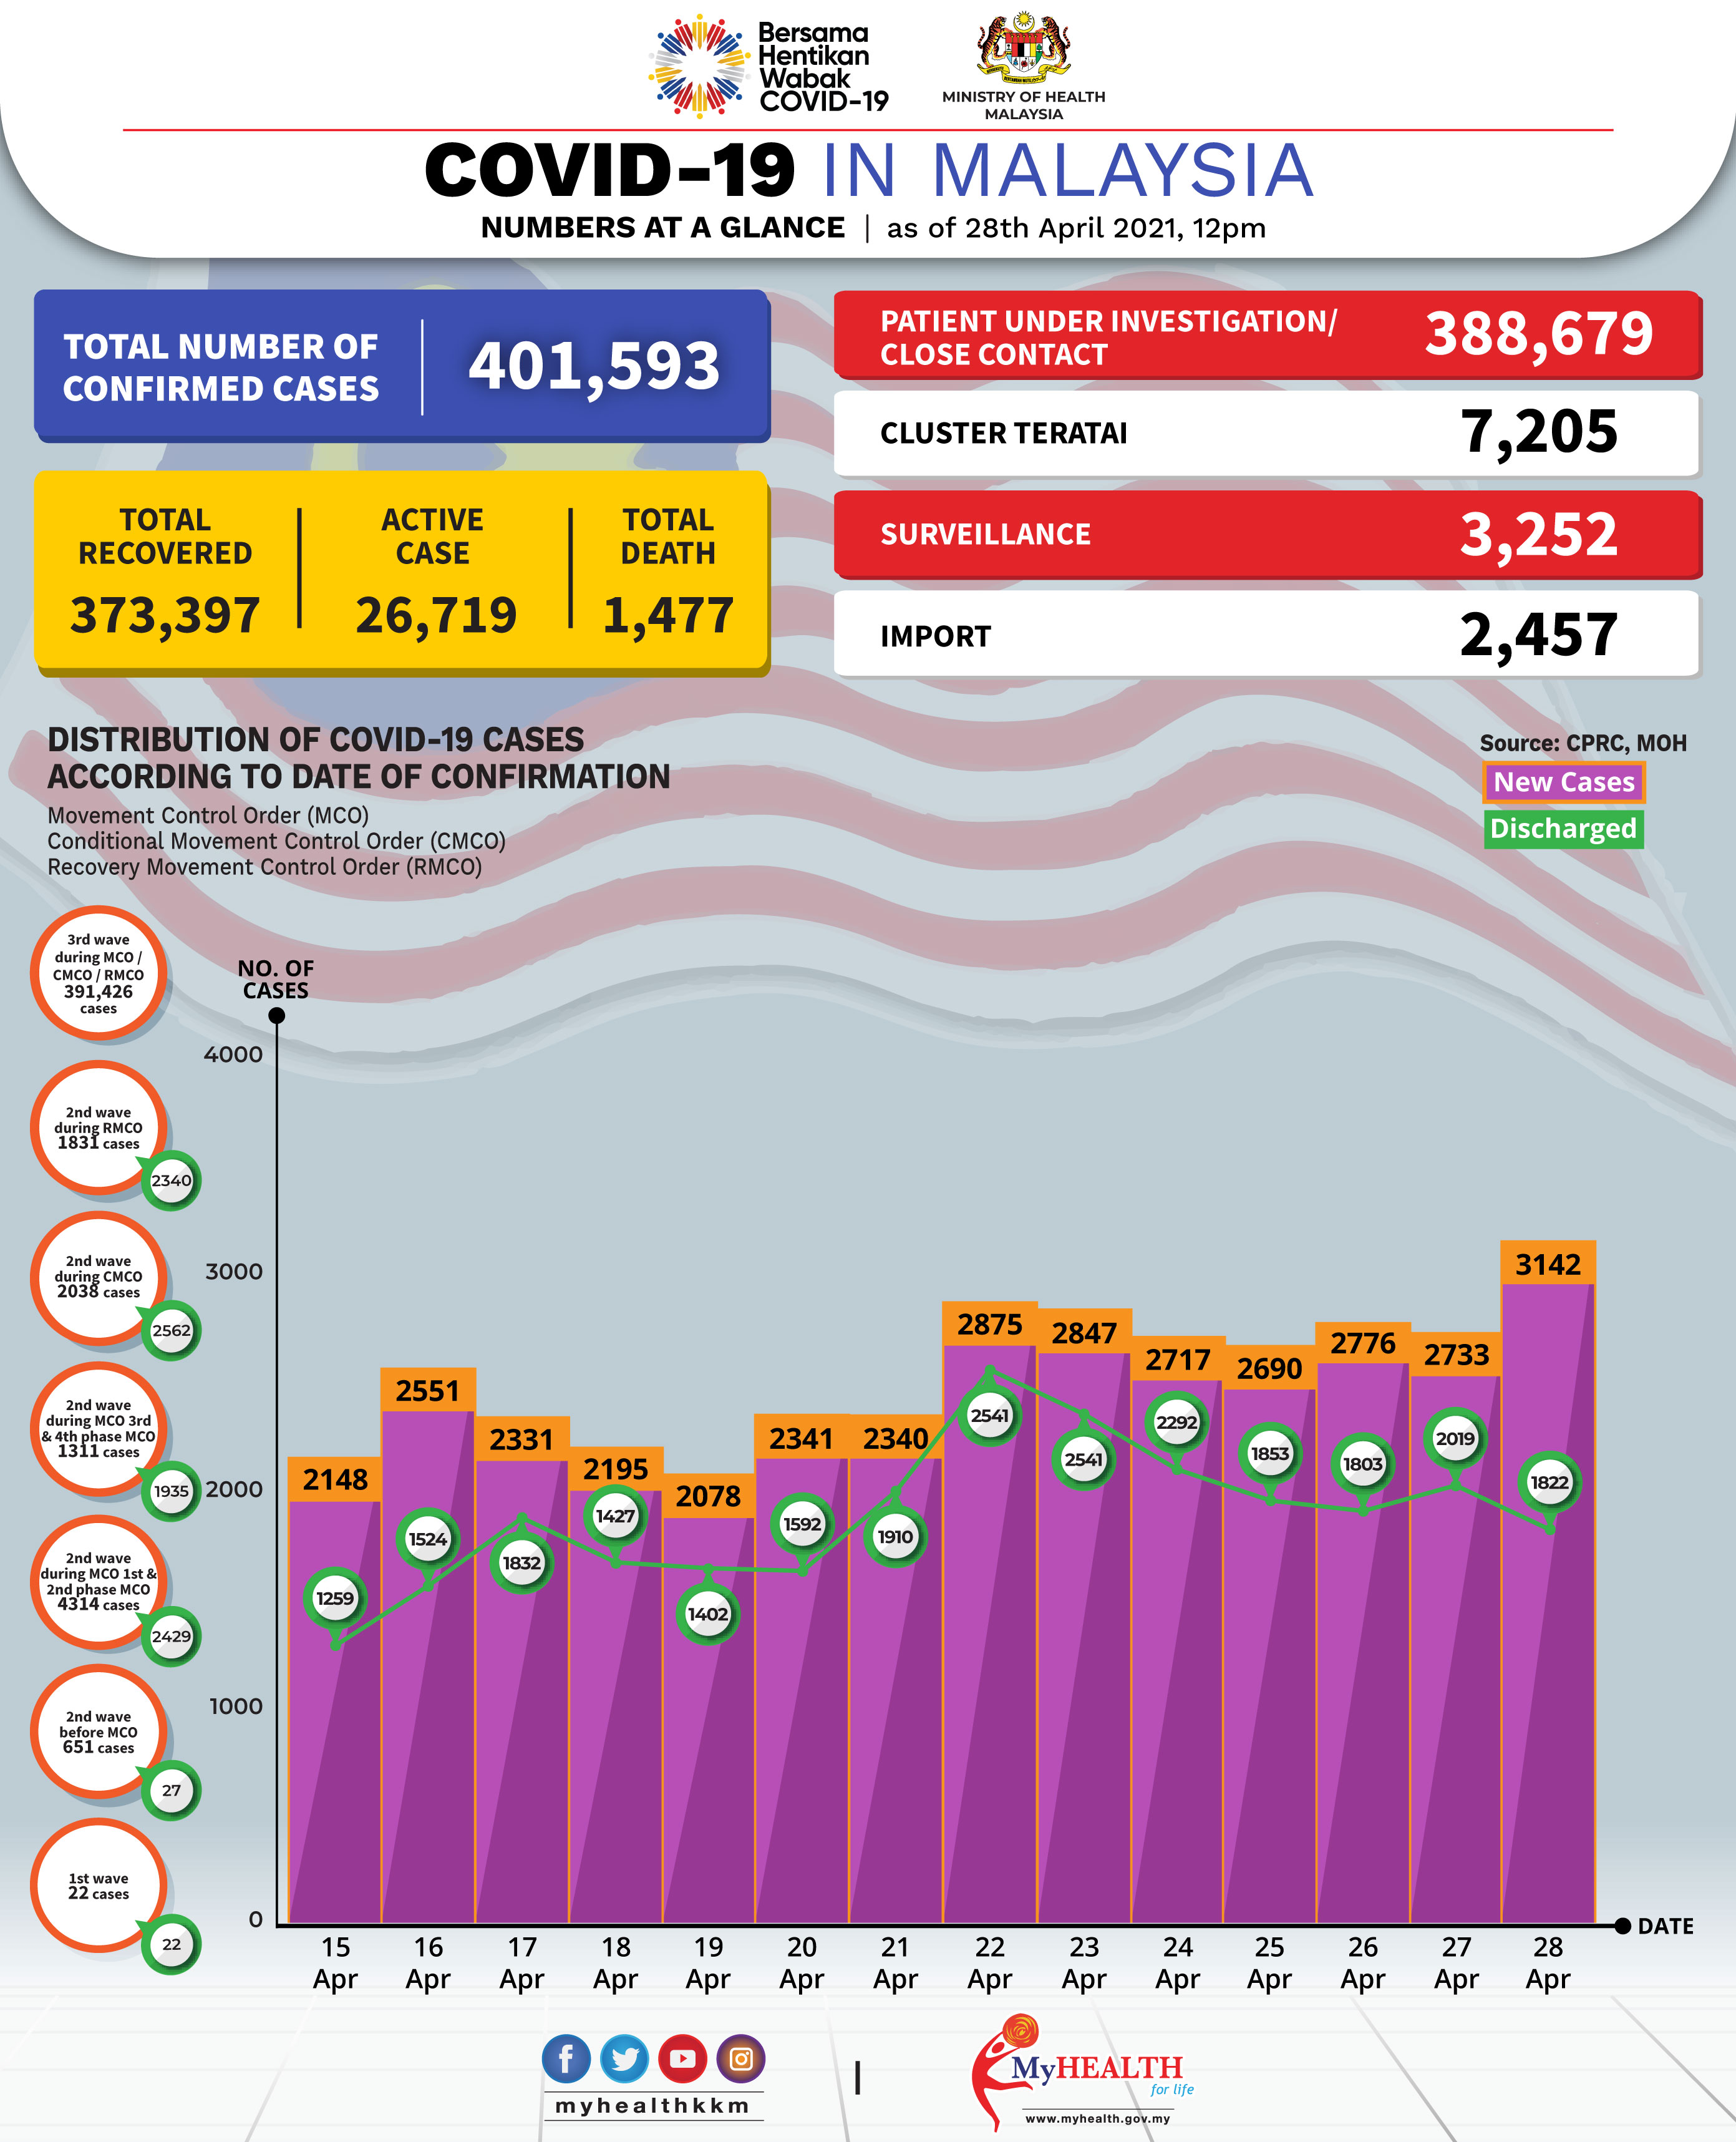 Bersama
Hentikan
Wabak
COVID-19
MINISTRY OF HEALTH
MALAYSIA
COVID-19 IN MALAYSIA
NUMBERS AT A GLANCE | as of 28th April 2021, 12pm
TOTAL NUMBER OF
CONFIRMED CASES
401,593
TOTAL
RECOVERED
373,397
ACTIVE
CASE
26,719
TOTAL
DEATH
1,477
PATIENT UNDER INVESTIGATION/
CLOSE CONTACT
388,679
CLUSTER TERATAI
7,205
SURVEILLANCE
3,252
IMPORT
2,457
DISTRIBUTION OF COVID-19 CASES
ACCORDING TO DATE OF CONFIRMATION
Movement Control Order (MCO)
Conditional Movement Control Order (CMCO)
Recovery Movement Control Order (RMCO)
Source: CPRC, MOH
New Cases
Discharged
3rd wave
during MCO /
CMCO / RMCO
391,426
cases
2nd wave
during RMCO
1831 cases
2340
2nd wave
during CMCO
2038 cases
2562
2nd wave
during MCO 3rd
& 4th phase MCO
1311 cases
1935
2nd wave
during MCO 1st &
2nd phase MCO
4314 cases
2429
2nd wave
before MCO
651 cases
27
1st wave
22 cases
22
NO. OF
CASES
4000
3000
2000
1000
0
2148
2551
2331
2195
2078
2341
2340
2875
2847
2717
2690
2776
2733
3142
1259
1524
1832
1427
1402
1592
1910
2541
2541
2292
1853
1803
2019
1822
DATE
15 Apr
16 Apr
17 Apr
18 Apr
19 Apr
20 Apr
21 Apr
22 Apr
23 Apr
24 Apr
25 Apr
26 Apr
27 Apr
28 Apr
myhealthkkm
MyHEALTH
for life
www.myhealth.gov.my